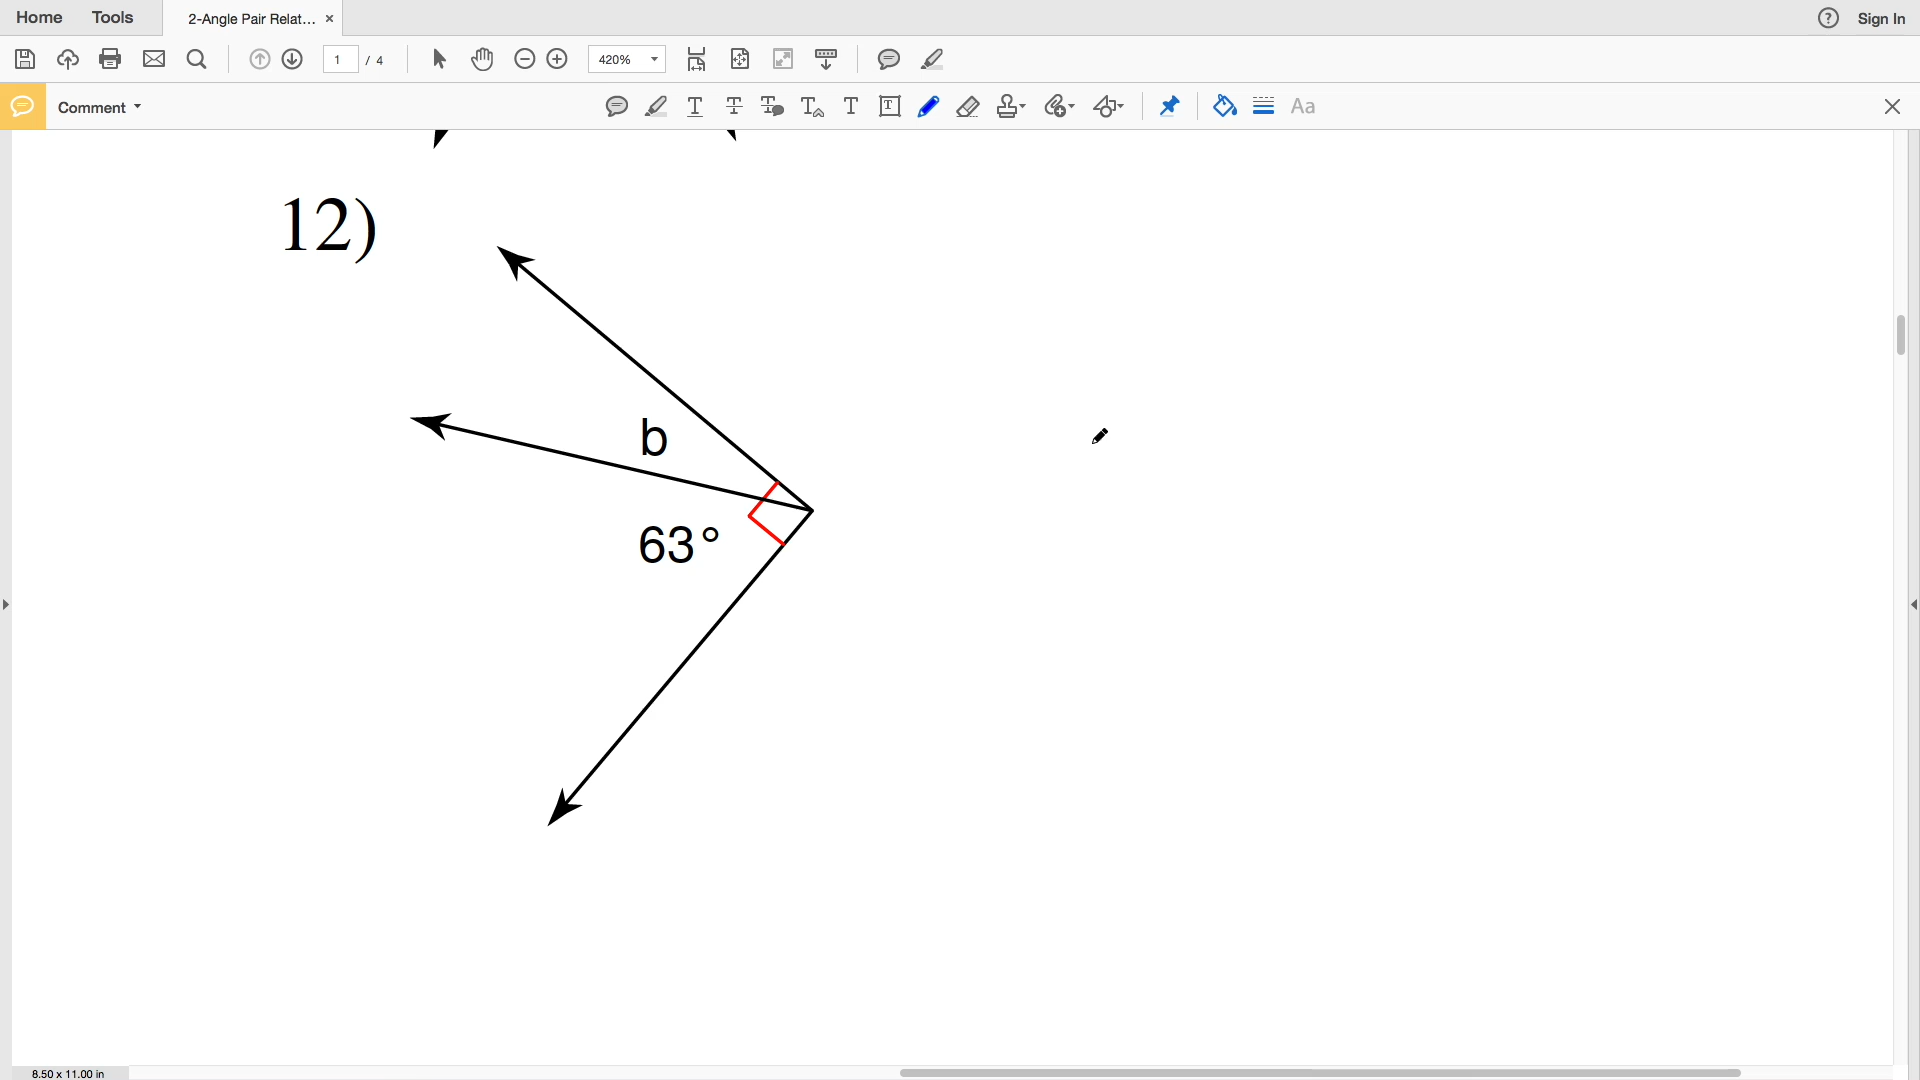 Home Tools 2-Angle Pair Relat... × ? Sign In
1 / 4 420%
Comment T T T T T T Aa
12)
b
63°
8.50 x 11.00 in